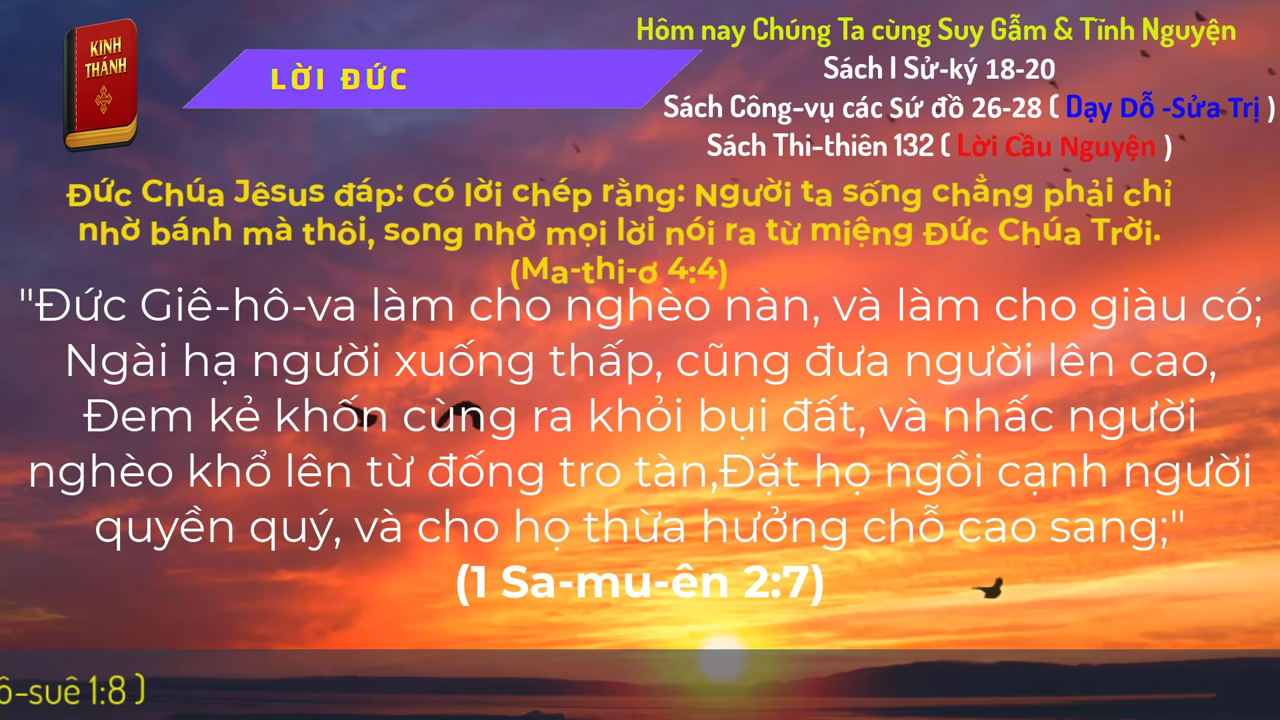 KINH
THÁNH
LỜI ĐỨC
Hôm nay Chúng Ta cùng Suy Gẫm & Tĩnh Nguyện
Sách I Sử-ký 18-20
Sách Công-vụ các Sứ đồ 26-28 ( Dạy Dỗ -Sửa Trị )
Sách Thi-thiên 132 ( Lời Cầu Nguyện )
Đức Chúa Jêsus đáp: Có lời chép rằng: Người ta sống chẳng phải chỉ
nhờ bánh mà thôi, song nhờ mọi lời nói ra từ miệng Đức Chúa Trời.
(Ma-thi-ơ 4:4)
"Đức Giê-hô-va làm cho nghèo nàn, và làm cho giàu có;
Ngài hạ người xuống thấp, cũng đưa người lên cao,
Đem kẻ khốn cùng ra khỏi bụi đất, và nhấc người
nghèo khổ lên từ đống tro tàn,Đặt họ ngồi cạnh người
quyền quý, và cho họ thừa hưởng chỗ cao sang;"
(1 Sa-mu-ên 2:7)
ô-suê 1:8 )